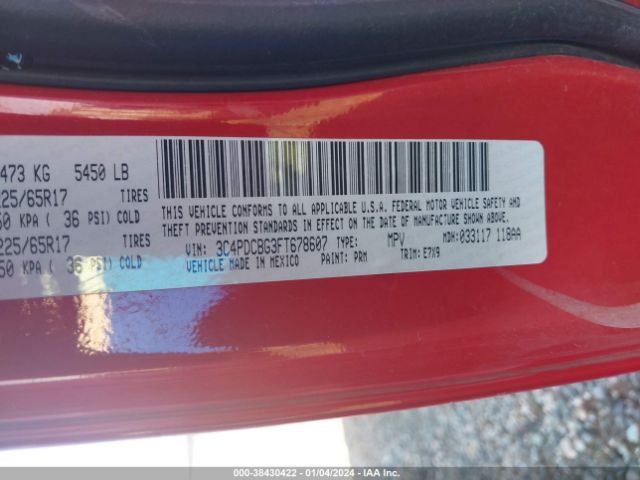 473 KG 5450 LB
225/65R17 TIRES
50 KPA ( 36 PSI) COLD
225/65R17 TIRES
50 KPA ( 36 PSI) COLD
THIS VEHICLE CONFORMS TO ALL APPLICABLE U.S.A. FEDERAL MOTOR VEHICLE SAFETY AND
THEFT PREVENTION STANDARDS IN EFFECT ON THE DATE OF MANUFACTURE SHOWN ABOVE.
VIN: 3C4PDCBG3FT678607 TYPE: MPV MDH: 033117 118AA
VEHICLE MADE IN MEXICO PAINT: PRM TRIM: E7X9
000-38430422 - 01/04/2024 - IAA Inc.